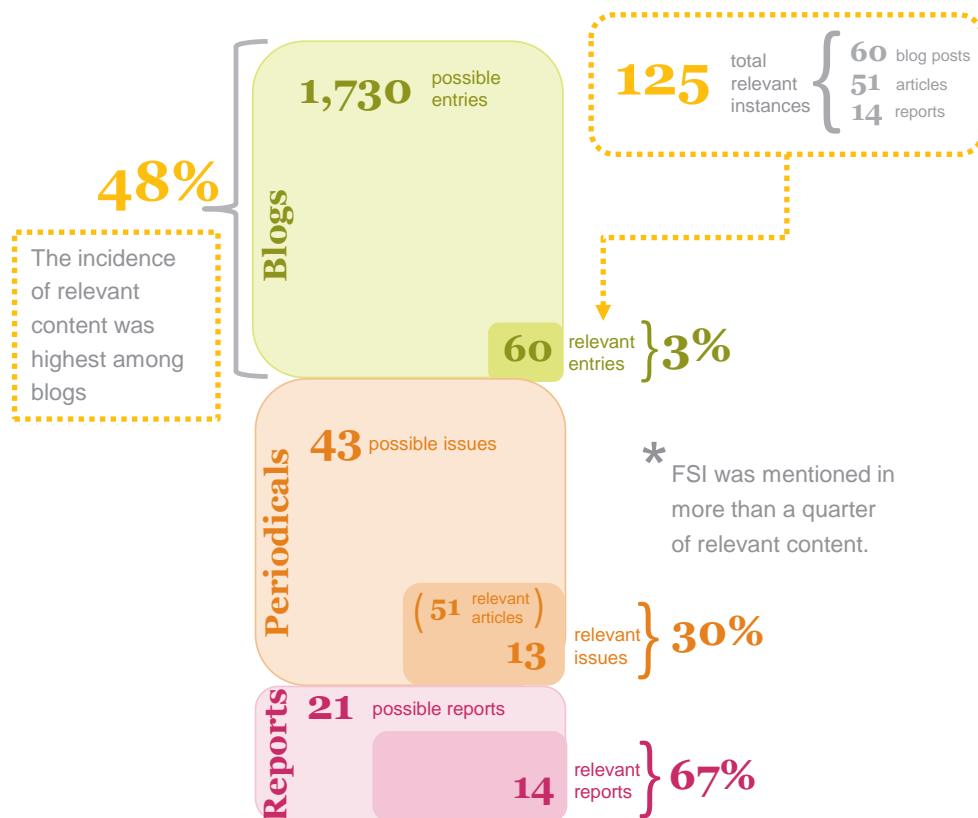 1,730 possible entries
Blogs
48%
The incidence
of relevant
content was
highest among
blogs
125 total relevant instances
60 blog posts
51 articles
14 reports
60 relevant entries } 3%
43 possible issues
Periodicals
(51 relevant articles)
13 relevant issues } 30%
* FSI was mentioned in
more than a quarter
of relevant content.
21 possible reports
Reports
14 relevant reports } 67%